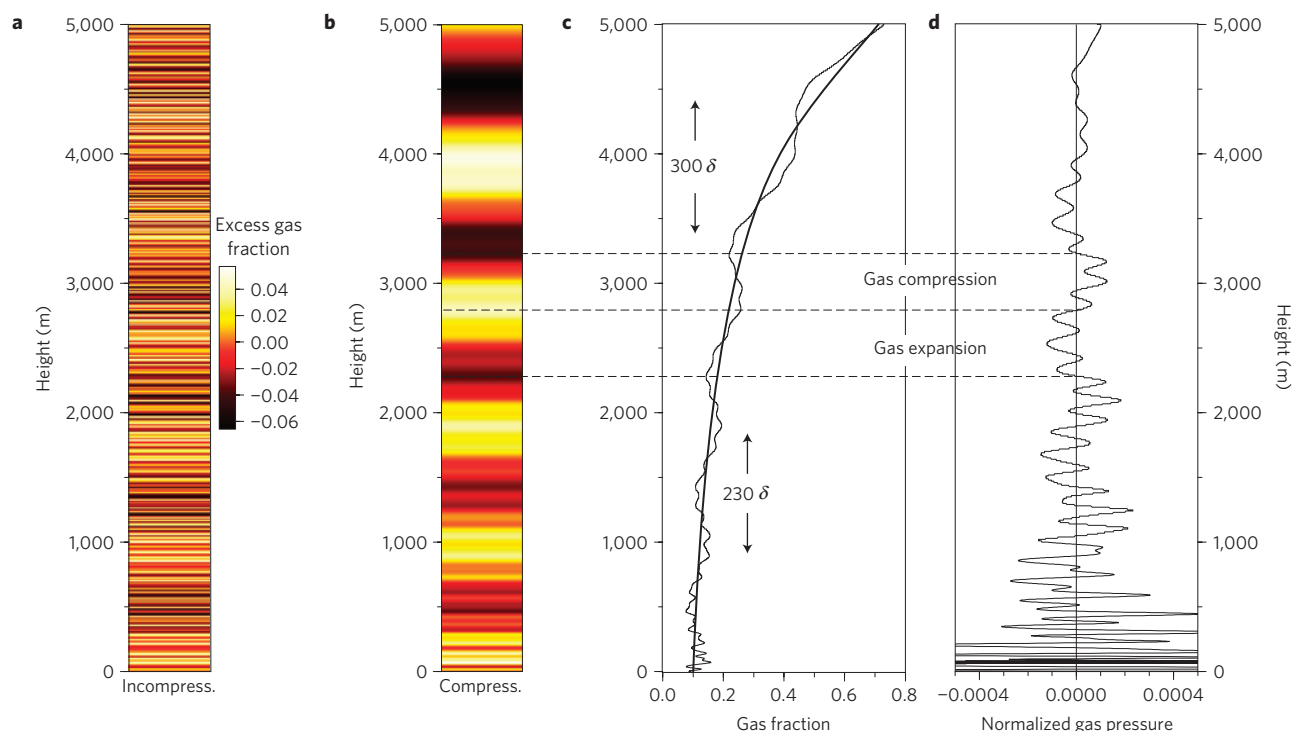 a
b
c
d
5,000
4,000
3,000
2,000
1,000
0
Height (m)
Incompress.
Excess gas
fraction
0.04
0.02
0.00
−0.02
−0.04
−0.06
5,000
4,000
3,000
2,000
1,000
0
Height (m)
Compress.
300 δ
230 δ
Gas compression
Gas expansion
0.0
0.2
0.4
0.6
0.8
Gas fraction
5,000
4,000
3,000
2,000
1,000
0
Height (m)
−0.0004
0.0000
0.0004
Normalized gas pressure